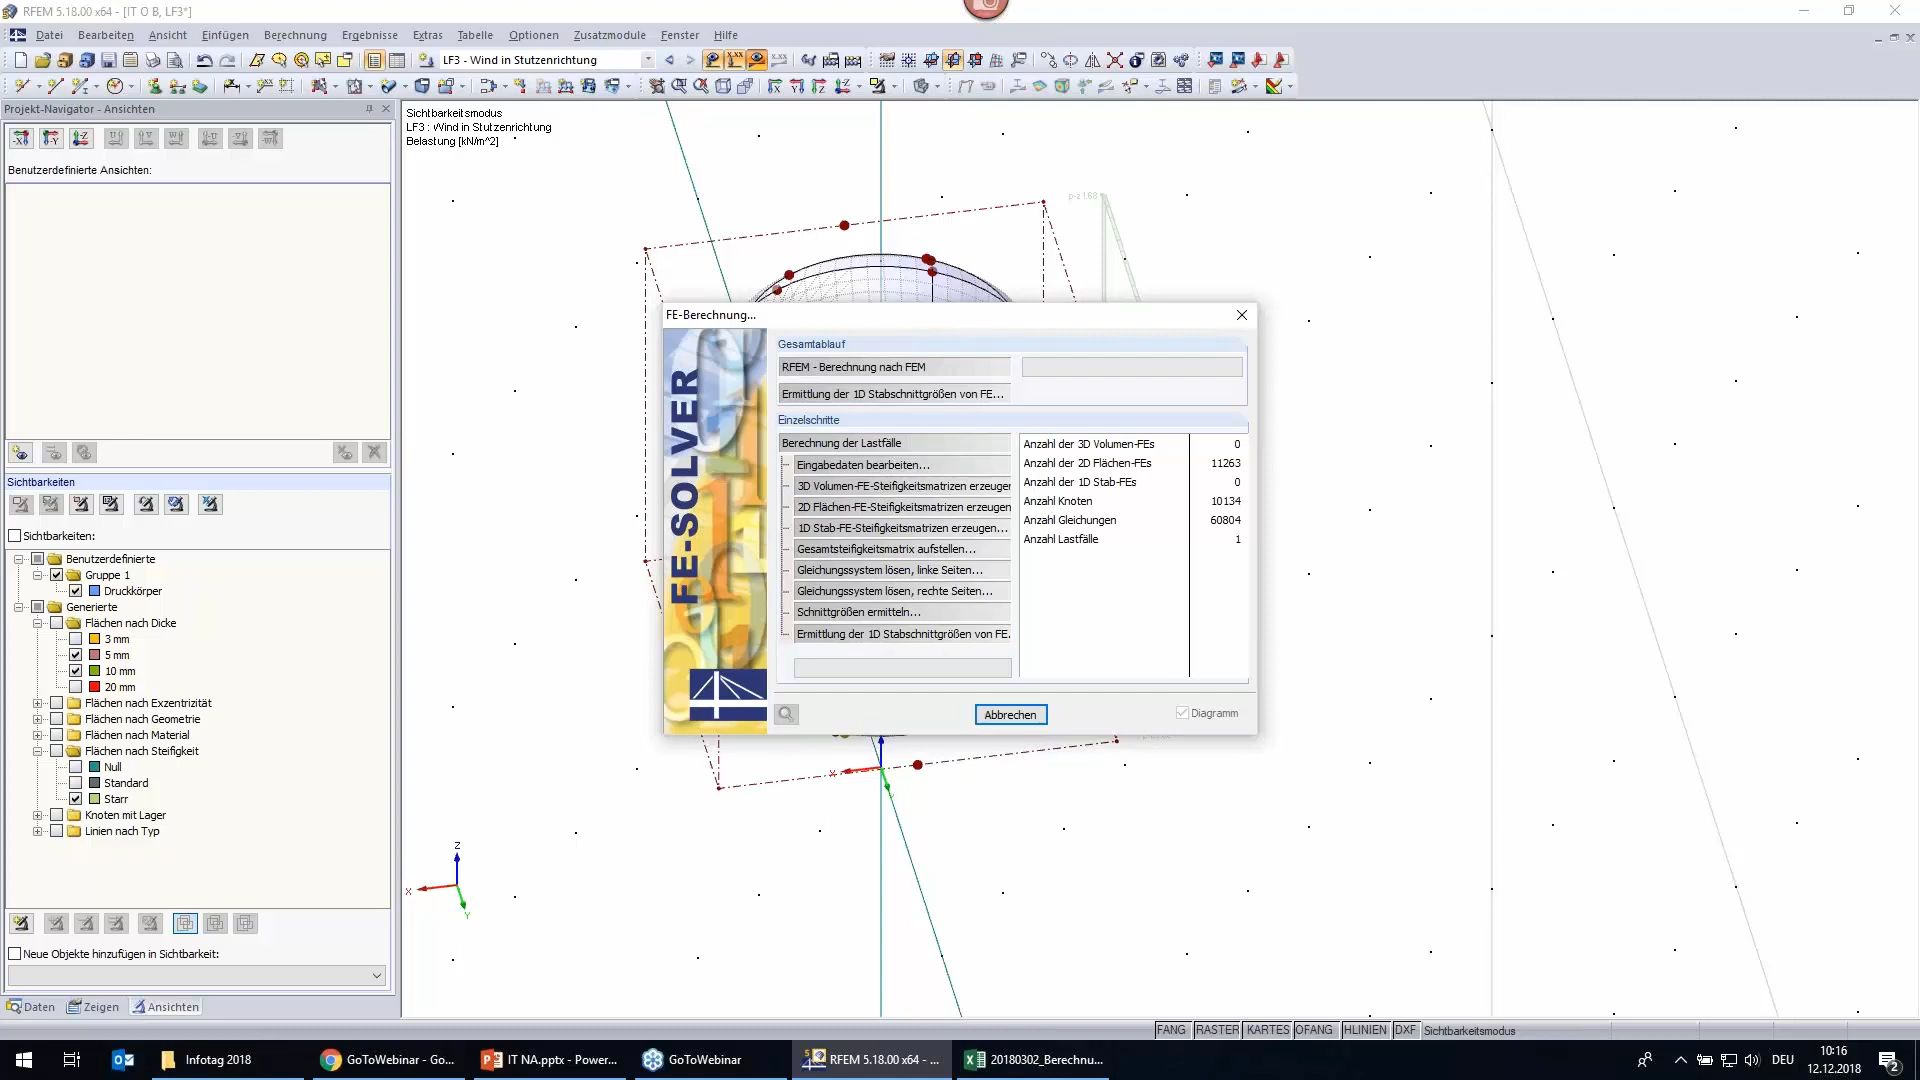 RFEM 5.18.00 x64 - [IT O B, LF3*]
Datei Bearbeiten Ansicht Einfügen Berechnung Ergebnisse Extras Tabelle Optionen Zusatzmodule Fenster Hilfe
LF3 - Wind in Stutzenrichtung
Projekt-Navigator - Ansichten
Benutzerdefinierte Ansichten:
Sichtbarkeiten
Sichtbarkeiten:
Benutzerdefinierte
Gruppe 1
Druckkörper
Generierte
Flächen nach Dicke
3 mm
5 mm
10 mm
20 mm
Flächen nach Exzentrizität
Flächen nach Geometrie
Flächen nach Material
Flächen nach Steifigkeit
Null
Standard
Starr
Knoten mit Lager
Linien nach Typ
Neue Objekte hinzufügen in Sichtbarkeit:
Daten Zeigen Ansichten
Sichtbarkeitsmodus
LF3 : Wind in Stutzenrichtung
Belastung [kN/m^2]
p-z 1.68
FE-Berechnung...
FE-SOLVER
Gesamtablauf
RFEM - Berechnung nach FEM
Ermittlung der 1D Stabschnittgrößen von FE...
Einzelschritte
Berechnung der Lastfälle
Eingabedaten bearbeiten...
3D Volumen-FE-Steifigkeitsmatrizen erzeuger
2D Flächen-FE-Steifigkeitsmatrizen erzeugen
1D Stab-FE-Steifigkeitsmatrizen erzeugen...
Gesamtsteifigkeitsmatrix aufstellen...
Gleichungssystem lösen, linke Seiten...
Gleichungssystem lösen, rechte Seiten...
Schnittgrößen ermitteln...
Ermittlung der 1D Stabschnittgrößen von FE.
Anzahl der 3D Volumen-FEs 0
Anzahl der 2D Flächen-FEs 11263
Anzahl der 1D Stab-FEs 0
Anzahl Knoten 10134
Anzahl Gleichungen 60804
Anzahl Lastfälle 1
Abbrechen
Diagramm
X
Z
X
Y
FANG RASTER KARTES OFANG HLINIEN DXF Sichtbarkeitsmodus
Infotag 2018
GoToWebinar - Go...
IT NA.pptx - Power...
GoToWebinar
RFEM 5.18.00 x64 - ...
20180302_Berechnu...
DEU
10:16
12.12.2018
2